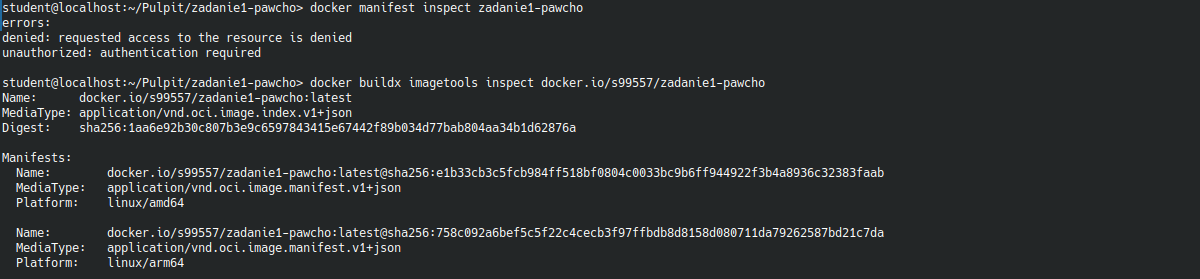 student@localhost:~/Pulpit/zadanie1-pawcho> docker manifest inspect zadanie1-pawcho
errors:
denied: requested access to the resource is denied
unauthorized: authentication required
student@localhost:~/Pulpit/zadanie1-pawcho> docker buildx imagetools inspect docker.io/s99557/zadanie1-pawcho
Name:      docker.io/s99557/zadanie1-pawcho:latest
MediaType: application/vnd.oci.image.index.v1+json
Digest:    sha256:1aa6e92b30c807b3e9c6597843415e67442f89b034d77bab804aa34b1d62876a
Manifests:
  Name:        docker.io/s99557/zadanie1-pawcho:latest@sha256:e1b33cb3c5fcb984ff518bf0804c0033bc9b6ff944922f3b4a8936c32383faab
  MediaType:   application/vnd.oci.image.manifest.v1+json
  Platform:    linux/amd64
  Name:        docker.io/s99557/zadanie1-pawcho:latest@sha256:758c092a6bef5c5f22c4cecb3f97ffbdb8d8158d080711da79262587bd21c7da
  MediaType:   application/vnd.oci.image.manifest.v1+json
  Platform:    linux/arm64